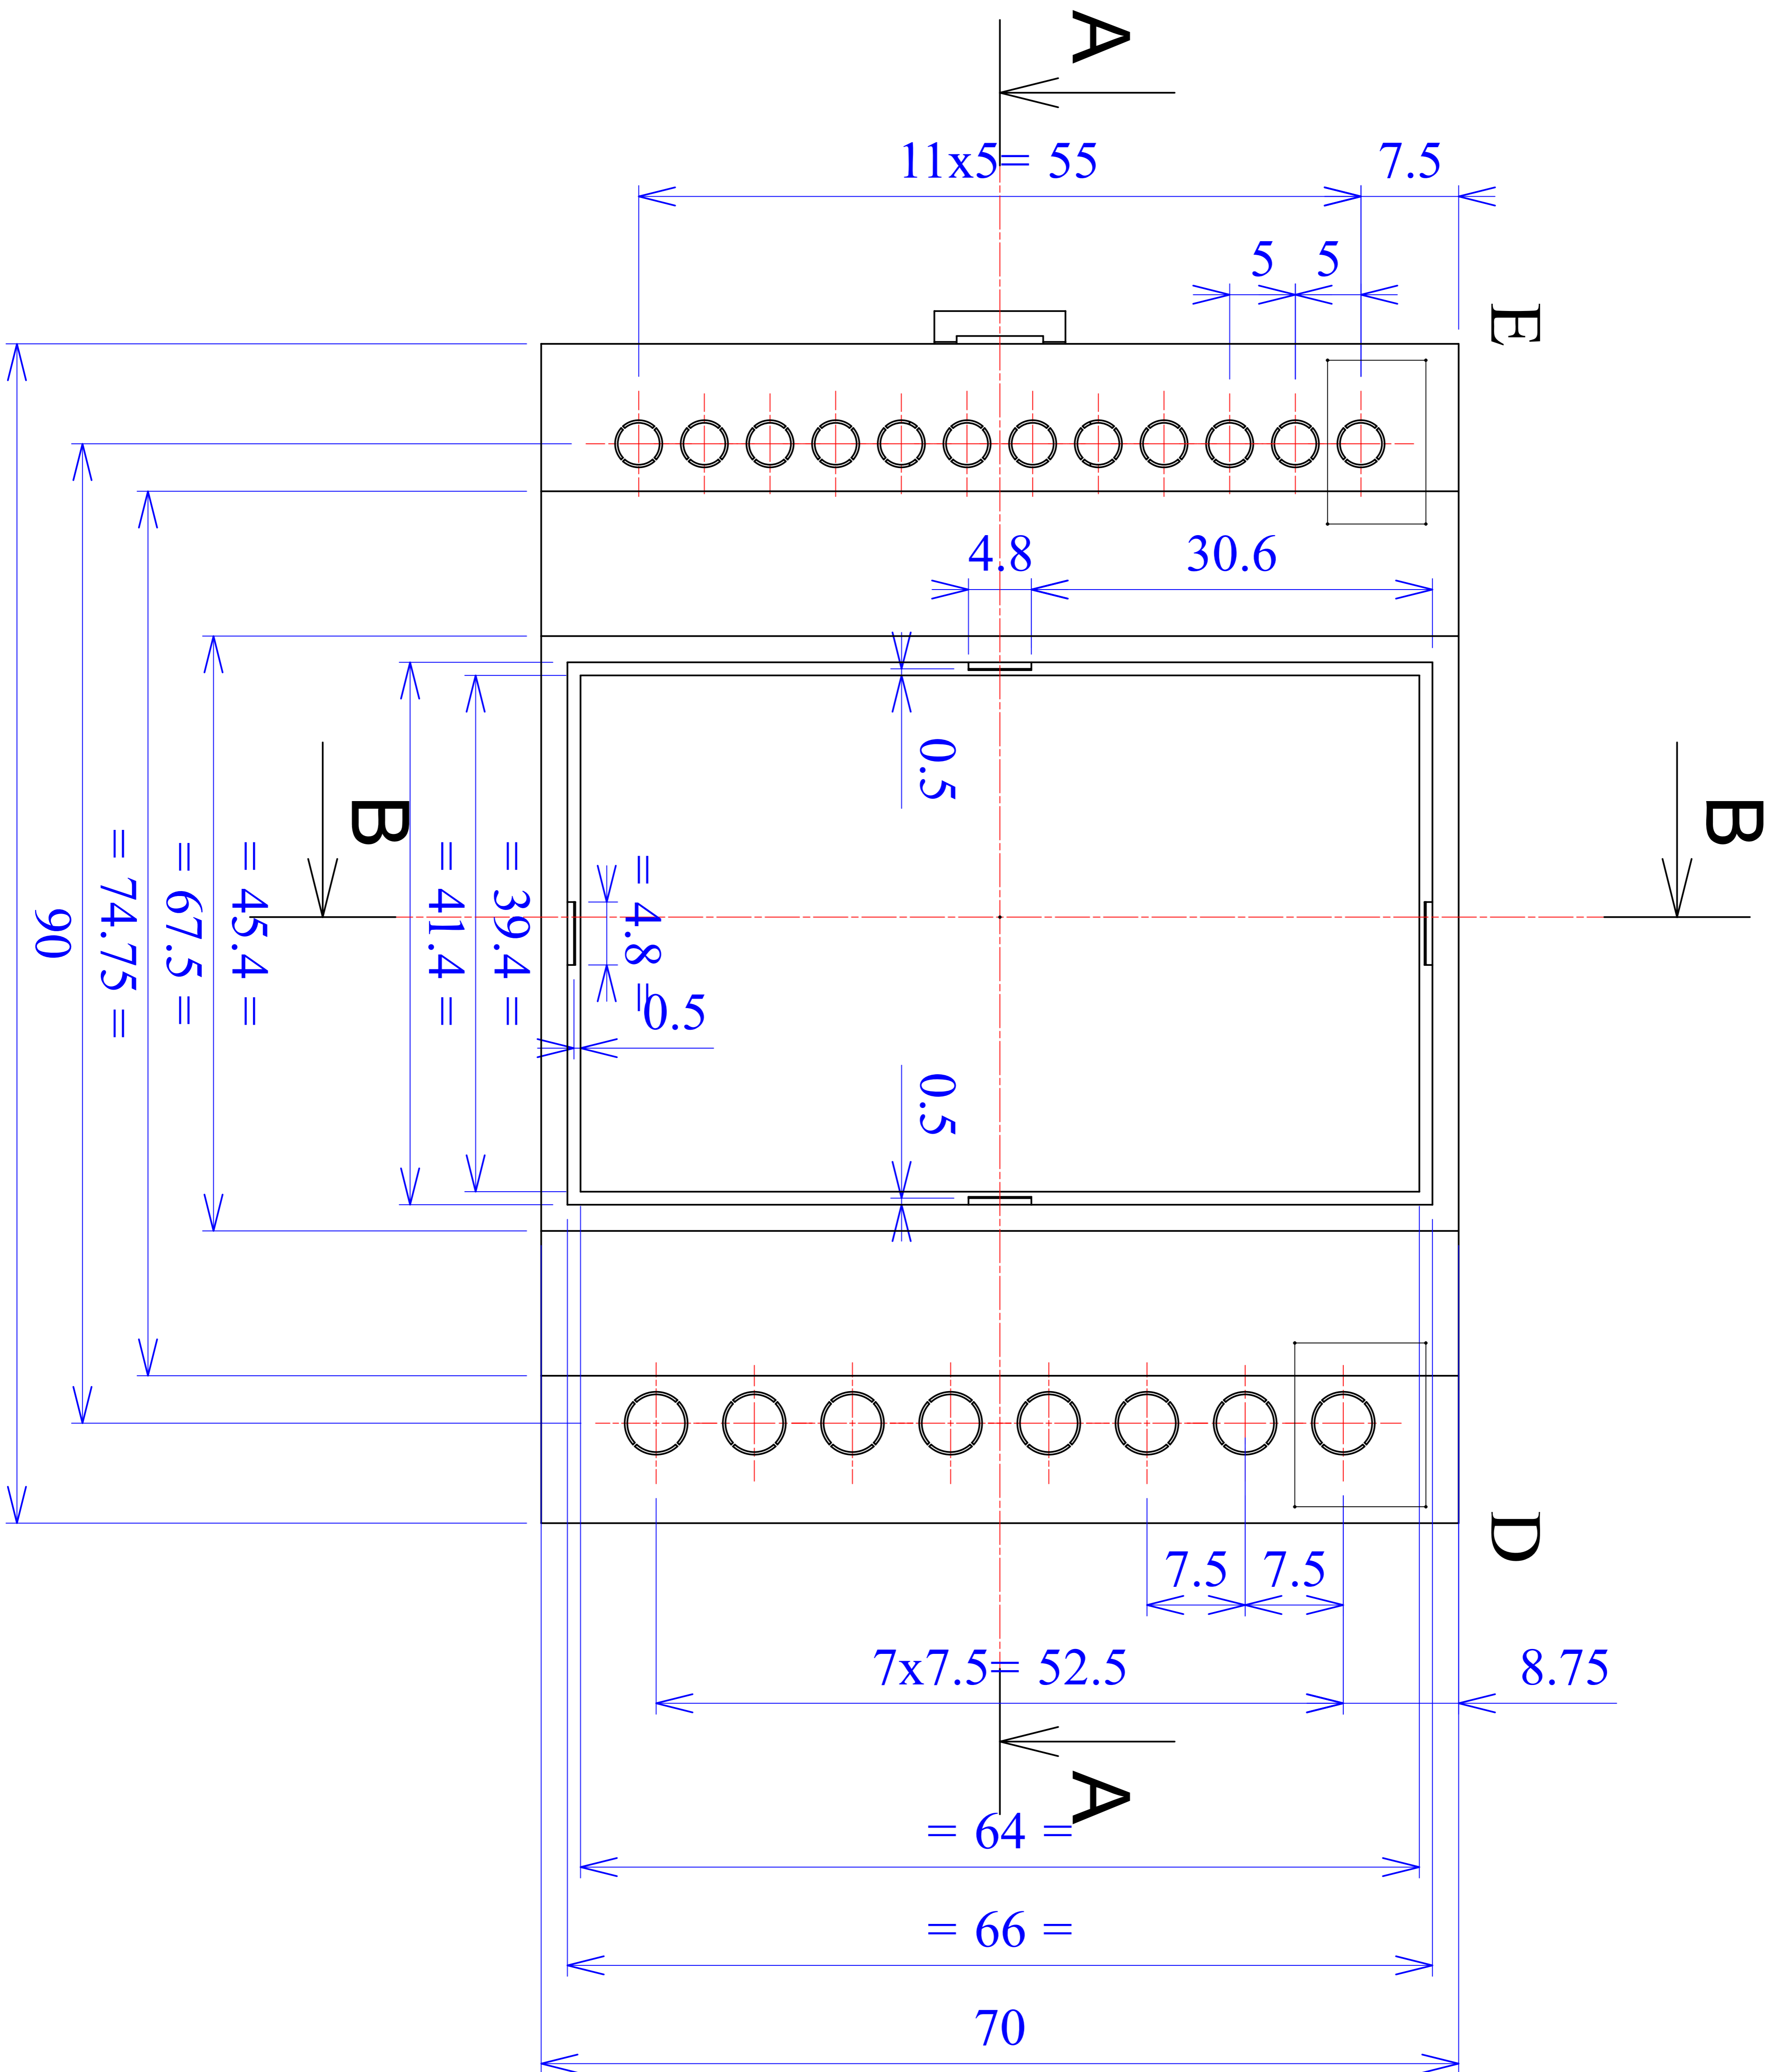 A
11x5= 55
7.5
5
5
E
4.8
30.6
0.5
B
B
= 4.8 =
= 39.4 =
= 41.4 =
= 45.4 =
= 67.5 =
= 74.75 =
90
0.5
0.5
D
7.5
7.5
7x7.5= 52.5
8.75
A
= 64 =
= 66 =
70